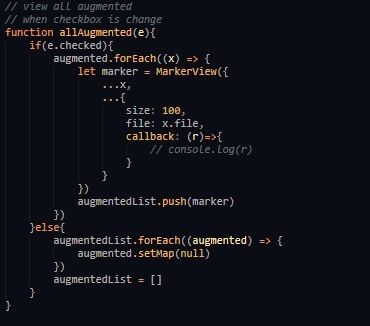 // view all augmented
// when checkbox is change
function allAugmented(e){
    if(e.checked){
        augmented.forEach((x) => {
            let marker = MarkerView({
                ...x,
                ...{
                    size: 100,
                    file: x.file,
                    callback: (r)=>{
                        // console.log(r)
                    }
                }
            })
            augmentedList.push(marker)
        })
    }else{
        augmentedList.forEach((augmented) => {
            augmented.setMap(null)
        })
        augmentedList = []
    }
}